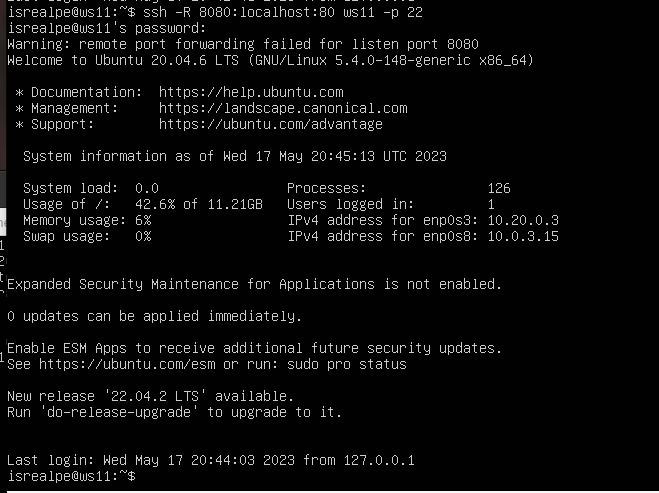 isrealpe@ws11:~$ ssh -R 8080:localhost:80 ws11 -p 22
isrealpe@ws11's password:
Warning: remote port forwarding failed for listen port 8080
Welcome to Ubuntu 20.04.6 LTS (GNU/Linux 5.4.0-148-generic x86_64)
* Documentation:  https://help.ubuntu.com
* Management:     https://landscape.canonical.com
* Support:        https://ubuntu.com/advantage
System information as of Wed 17 May 20:45:13 UTC 2023
System load:  0.0                Processes:               126
Usage of /:   42.6% of 11.21GB   Users logged in:         1
Memory usage: 6%                 IPv4 address for enp0s3: 10.20.0.3
Swap usage:   0%                 IPv4 address for enp0s8: 10.0.3.15
Expanded Security Maintenance for Applications is not enabled.
0 updates can be applied immediately.
Enable ESM Apps to receive additional future security updates.
See https://ubuntu.com/esm or run: sudo pro status
New release '22.04.2 LTS' available.
Run 'do-release-upgrade' to upgrade to it.
Last login: Wed May 17 20:44:03 2023 from 127.0.0.1
isrealpe@ws11:~$